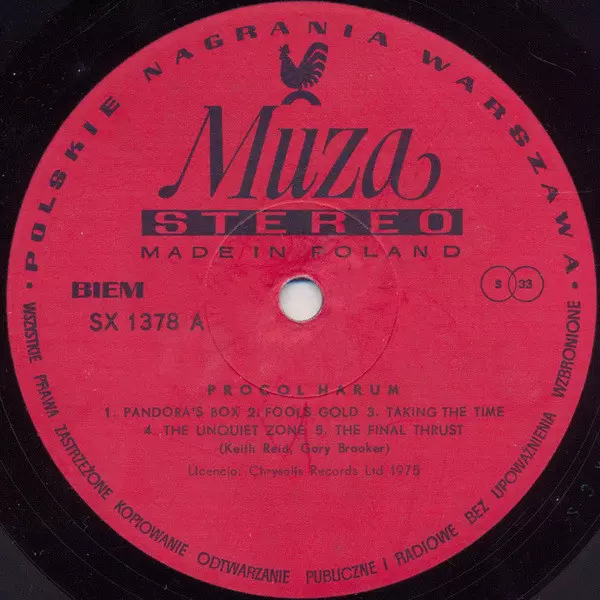 · POLSKIE NAGRANIA WARSZAWA ·
Muza
STEREO
MADE IN POLAND
BIEM
S 33
SX 1378 A
PROCOL HARUM
1. PANDORA'S BOX 2. FOOL'S GOLD 3. TAKING THE TIME
4. THE UNQUIET ZONE 5. THE FINAL THRUST
(Keith Reid, Gary Brooker)
Licencja, Chrysalis Records Ltd 1975
WSZYSTKIE PRAWA ZASTRZEŻONE KOPIOWANIE ODTWARZANIE PUBLICZNE I RADIOWE BEZ UPOWAŻNIENIA WZBRONIONE